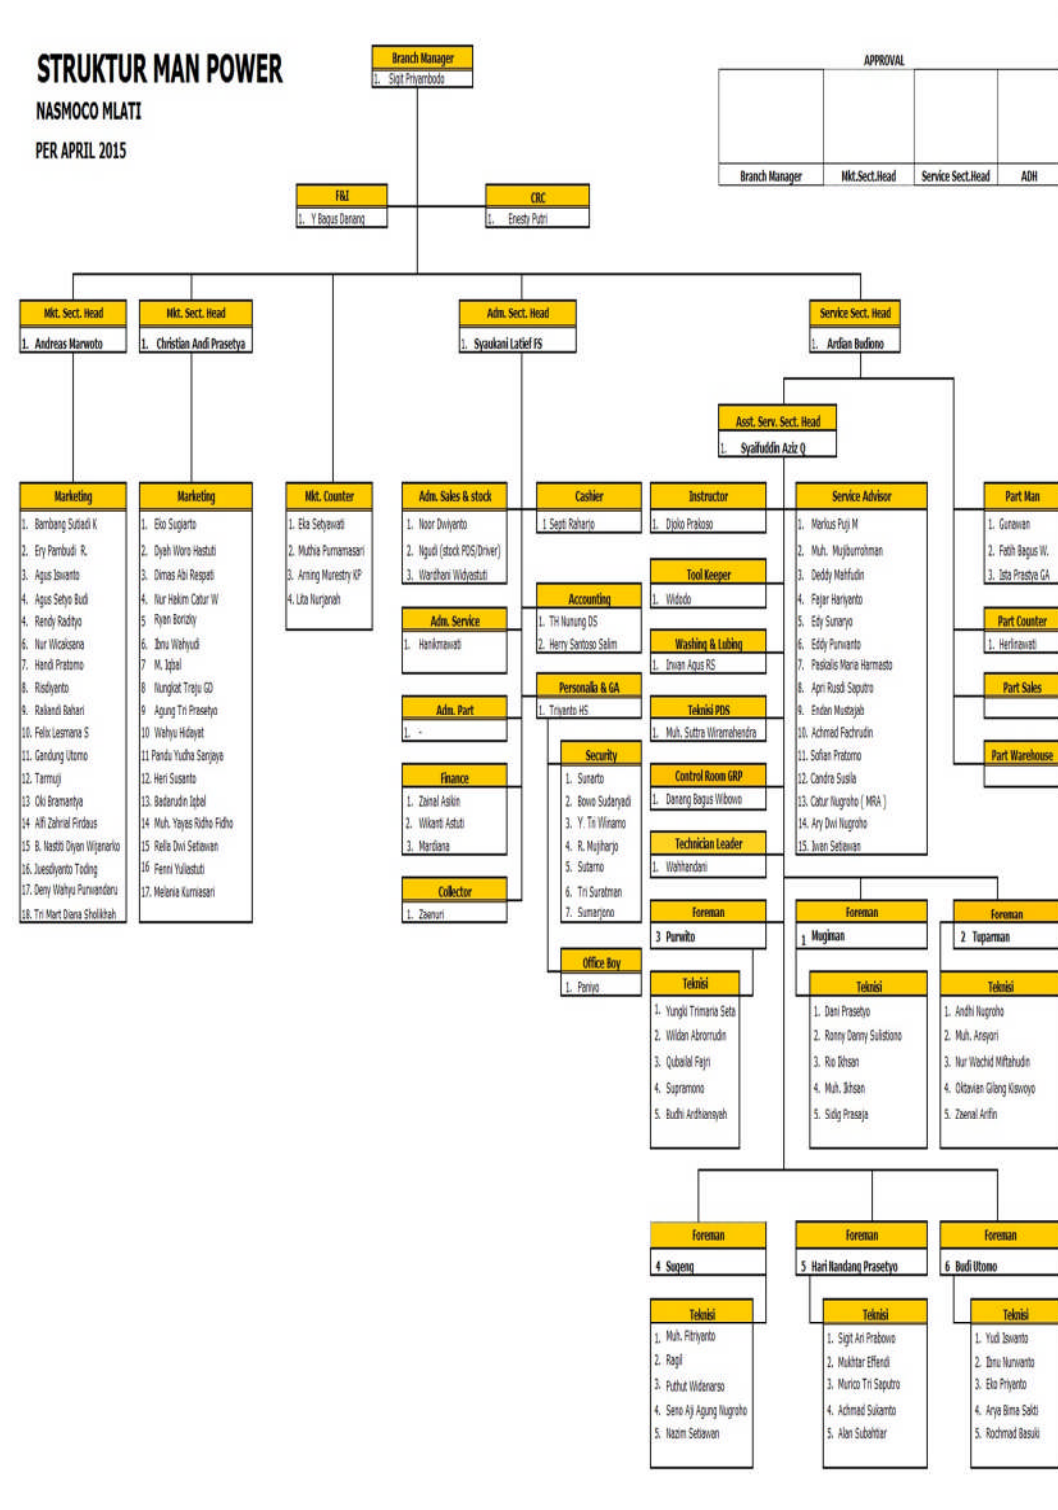 STRUKTUR MAN POWER
NASMOCO MLATI
PER APRIL 2015
Branch Manager
1. Sigit Priyambodo
APPROVAL
Branch Manager
Mkt.Sect.Head
Service Sect.Head
ADH
F&I
1. Y Bagus Danang
CRC
1. Enesty Putri
Mkt. Sect. Head
1. Andreas Marwoto
Mkt. Sect. Head
1. Christian Andi Prasetya
Adm. Sect. Head
1. Syaukani Latief FS
Service Sect. Head
1. Ardian Budiono
Asst. Serv. Sect. Head
1. Syaifuddin Aziz Q
Marketing
1. Bambang Sutiadi K
2. Ery Pambudi R.
3. Agus Iswanto
4. Agus Setyo Budi
4. Rendy Radityo
6. Nur Wicaksana
7. Handi Pratomo
8. Risdiyanto
9. Raliandi Bahari
10. Felix Lesmana S
11. Gandung Utomo
12. Tarmuji
13 Oki Bramantya
14 Alfi Zahrial Firdaus
15 B. Nastiti Diyan Wijanarko
16. Juesdiyanto Toding
17. Deny Wahyu Purwandaru
18. Tri Mart Diana Sholikhah
Marketing
1. Eko Sugiarto
2. Dyah Woro Hastuti
3. Dimas Abi Raspati
4. Nur Hakim Catur W
5 Ryan Borizky
6. Ibnu Wahyudi
7 M. Iqbal
8 Nungkat Traju GD
9 Agung Tri Prasetyo
10 Wahyu Hidayat
11 Pandu Yudha Sanjaya
12. Heri Susanto
13. Badarudin Iqbal
14 Muh. Yayas Ridho Fidho
15 Rella Dwi Setiawan
16 Fenni Yuliastuti
17. Melania Kurniasari
Mkt. Counter
1. Eka Setyawati
2. Muthia Purnamasari
3. Arning Murestry KP
4. Lita Nurjanah
Adm. Sales & stock
1. Noor Dwiyanto
2. Ngudi (stock PDS/Driver)
3. Wardhani Widyastuti
Adm. Service
1. Hanikmawati
Adm. Part
1. -
Finance
1. Zainal Asikin
2. Wikanti Astuti
3. Mardiana
Collector
1. Zaenuri
Cashier
1 Septi Raharjo
Accounting
1. TH Nunung DS
2. Herry Santoso Salim
Personalia & GA
1. Triyanto HS
Security
1. Sunarto
2. Bowo Sudaryadi
3. Y. Tri Winarno
4. R. Mujiharjo
5. Sutarno
6. Tri Suratman
7. Sumarjono
Office Boy
1. Paniyo
Instructor
1. Djoko Prakoso
Tool Keeper
1. Widodo
Washing & Lubing
1. Irwan Agus RS
Teknisi PDS
1. Muh. Suttra Wiramahendra
Control Room GRP
1. Danang Bagus Wibowo
Technician Leader
1. Wahhandani
Service Advisor
1. Markus Puji M
2. Muh. Mujiburrohman
3. Deddy Mahfudin
4. Fajar Hariyanto
5. Edy Sunaryo
6. Eddy Purwanto
7. Paskalis Maria Harmasto
8. Apri Rusdi Saputro
9. Endan Mustajab
10. Achmad Fachrudin
11. Sofian Pratomo
12. Candra Susila
13. Catur Nugroho ( MRA )
14. Ary Dwi Nugroho
15. Iwan Setiawan
Part Man
1. Gunawan
2. Fatih Bagus W.
3. Ista Prastya GA
Part Counter
1. Herlinawati
Part Sales
Part Warehouse
Foreman
3 Purwito
Teknisi
1. Yungki Trimaria Seta
2. Wildan Abrorrudin
3. Qubailal Fajri
4. Supramono
5. Budhi Ardhiansyah
Foreman
1 Mugiman
Teknisi
1. Dani Prasetyo
2. Ronny Danny Sulistiono
3. Rio Ikhsan
4. Muh. Ikhsan
5. Sidig Prasaja
Foreman
2 Tuparman
Teknisi
1. Andhi Nugroho
2. Muh. Ansyori
3. Nur Wachid Miftahudin
4. Oktavian Gilang Kiswoyo
5. Zaenal Arifin
Foreman
4 Sugeng
Teknisi
1. Muh. Fitriyanto
2. Ragil
3. Puthut Widanarso
4. Seno Aji Agung Nugroho
5. Nazim Setiawan
Foreman
5 Hari Nandang Prasetyo
Teknisi
1. Sigit Ari Prabowo
2. Mukhtar Effendi
3. Murico Tri Saputro
4. Achmad Sukamto
5. Alan Subahtiar
Foreman
6 Budi Utomo
Teknisi
1. Yudi Iswanto
2. Ibnu Nurwanto
3. Eko Priyanto
4. Arya Bima Sakti
5. Rochmad Basuki